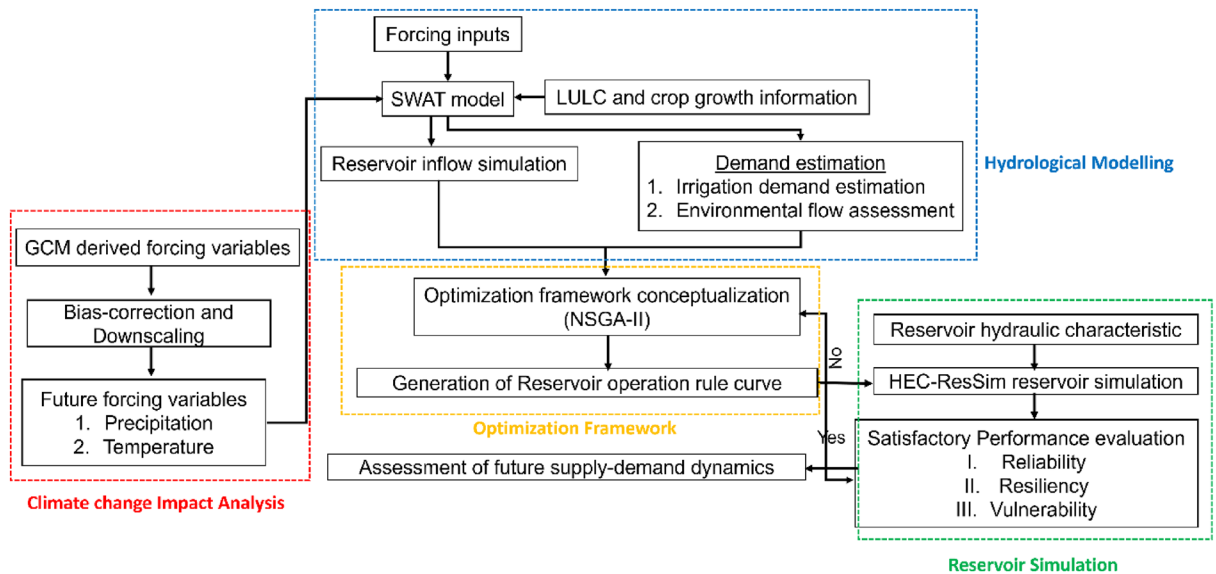 Forcing inputs
SWAT model
LULC and crop growth information
Reservoir inflow simulation
Demand estimation
1. Irrigation demand estimation
2. Environmental flow assessment
Hydrological Modelling
GCM derived forcing variables
Bias-correction and
Downscaling
Future forcing variables
1. Precipitation
2. Temperature
Climate change Impact Analysis
Optimization framework conceptualization
(NSGA-II)
Generation of Reservoir operation rule curve
Optimization Framework
No
Yes
Assessment of future supply-demand dynamics
Reservoir hydraulic characteristic
HEC-ResSim reservoir simulation
Satisfactory Performance evaluation
I. Reliability
II. Resiliency
III. Vulnerability
Reservoir Simulation